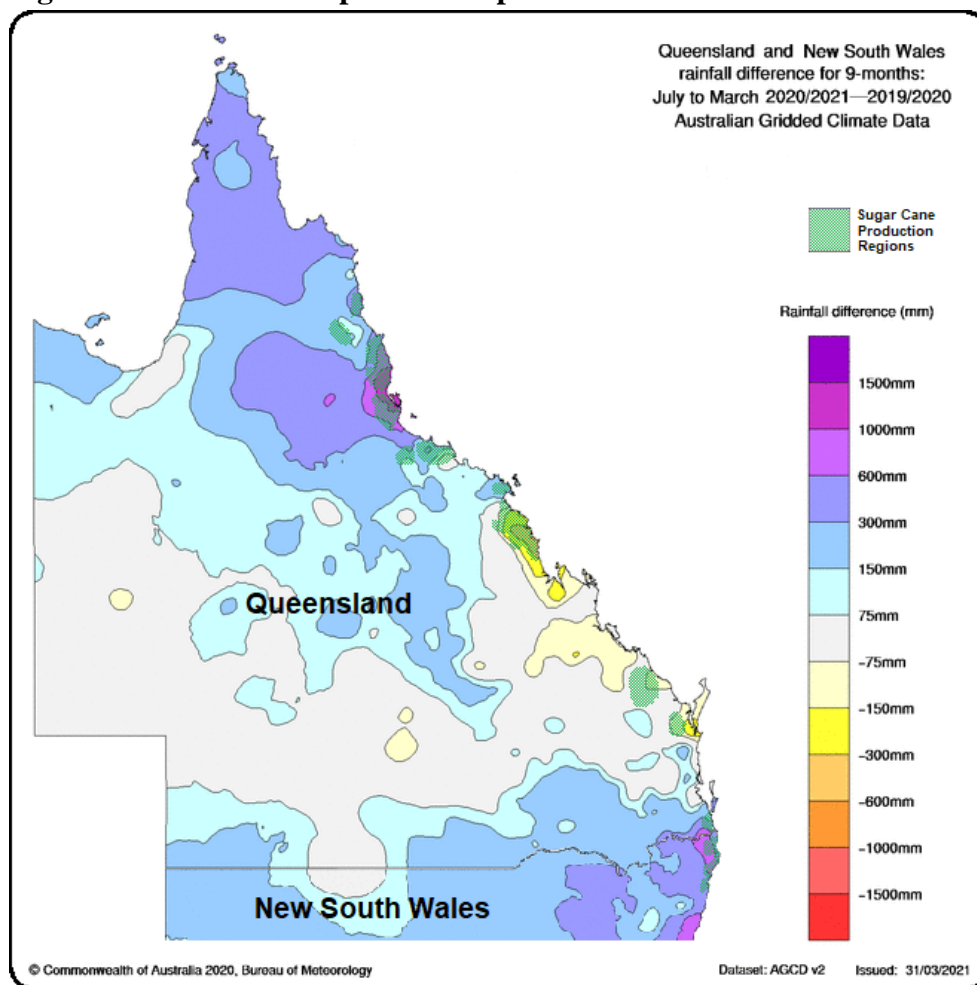 Queensland and New South Wales
rainfall difference for 9-months:
July to March 2020/2021—2019/2020
Australian Gridded Climate Data
Sugar Cane
Production
Regions
Rainfall difference (mm)
1500mm
1000mm
600mm
300mm
150mm
75mm
-75mm
-150mm
-300mm
-600mm
-1000mm
-1500mm
Queensland
New South Wales
© Commonwealth of Australia 2020, Bureau of Meteorology
Dataset: AGCD v2 Issued: 31/03/2021